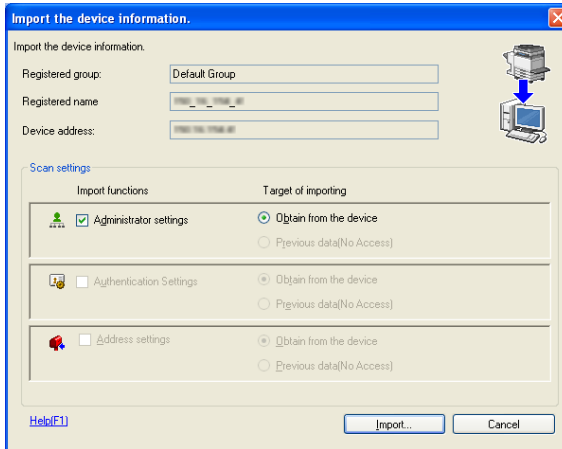 Import the device information.
Import the device information.
Registered group: Default Group
Registered name
Device address:
Scan settings
Import functions Target of importing
Administrator settings Obtain from the device
Previous data(No Access)
Authentication Settings Obtain from the device
Previous data(No Access)
Address settings Obtain from the device
Previous data(No Access)
Help(F1) Import... Cancel